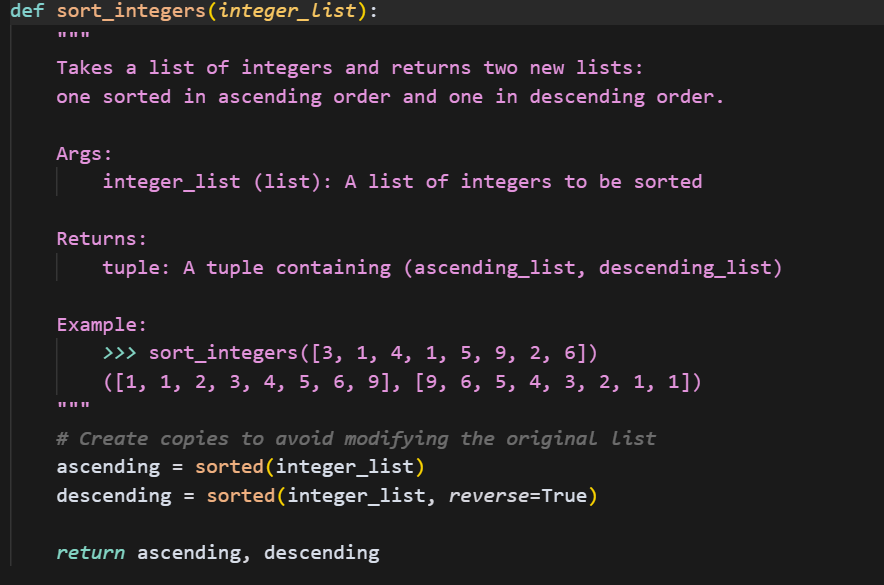 def sort_integers(integer_list):
    """
    Takes a list of integers and returns two new lists:
    one sorted in ascending order and one in descending order.

    Args:
        integer_list (list): A list of integers to be sorted

    Returns:
        tuple: A tuple containing (ascending_list, descending_list)

    Example:
        >>> sort_integers([3, 1, 4, 1, 5, 9, 2, 6])
        ([1, 1, 2, 3, 4, 5, 6, 9], [9, 6, 5, 4, 3, 2, 1, 1])
    """
    # Create copies to avoid modifying the original list
    ascending = sorted(integer_list)
    descending = sorted(integer_list, reverse=True)

    return ascending, descending